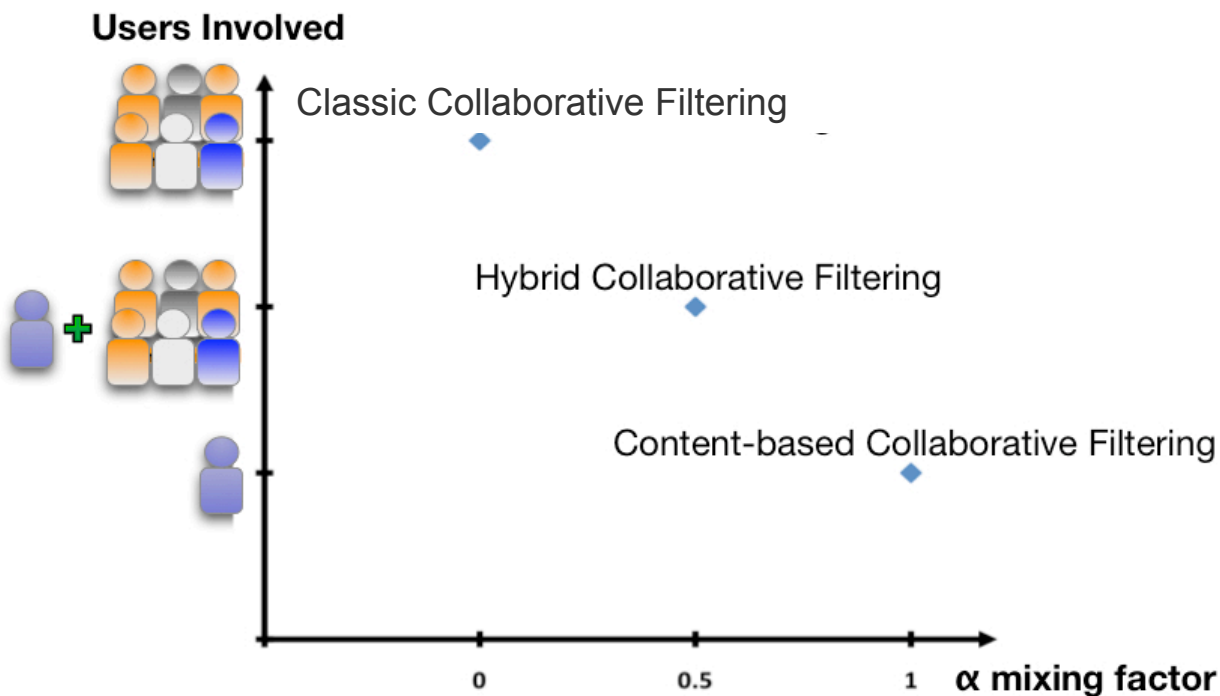 Users Involved
Classic Collaborative Filtering
Hybrid Collaborative Filtering
Content-based Collaborative Filtering
0 0.5 1 α mixing factor